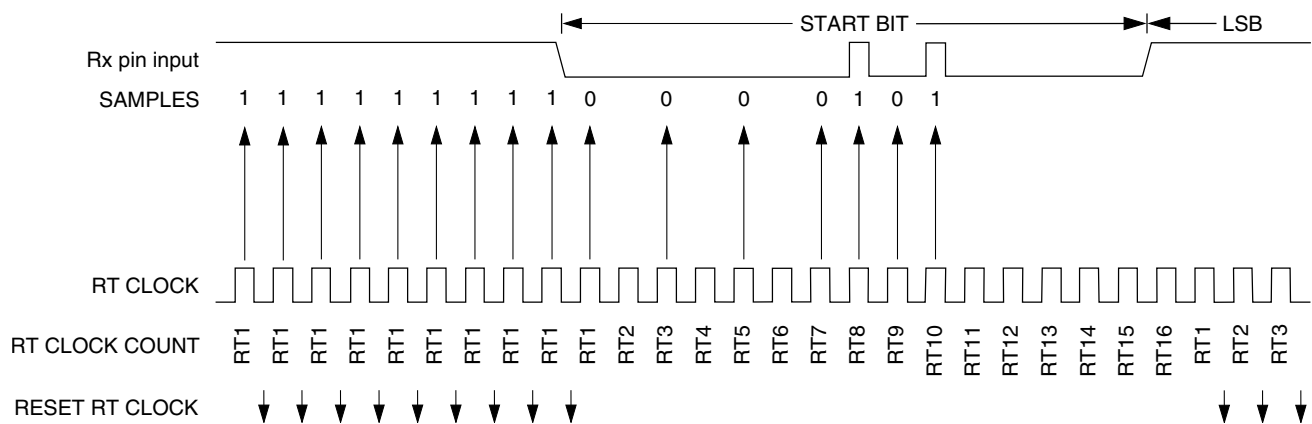 START BIT LSB
Rx pin input
SAMPLES 1 1 1 1 1 1 1 1 1 0 0 0 0 1 0 1
RT CLOCK
RT CLOCK COUNT RT1 RT1 RT1 RT1 RT1 RT1 RT1 RT1 RT1 RT1 RT2 RT3 RT4 RT5 RT6 RT7 RT8 RT9 RT10 RT11 RT12 RT13 RT14 RT15 RT16 RT1 RT2 RT3
RESET RT CLOCK